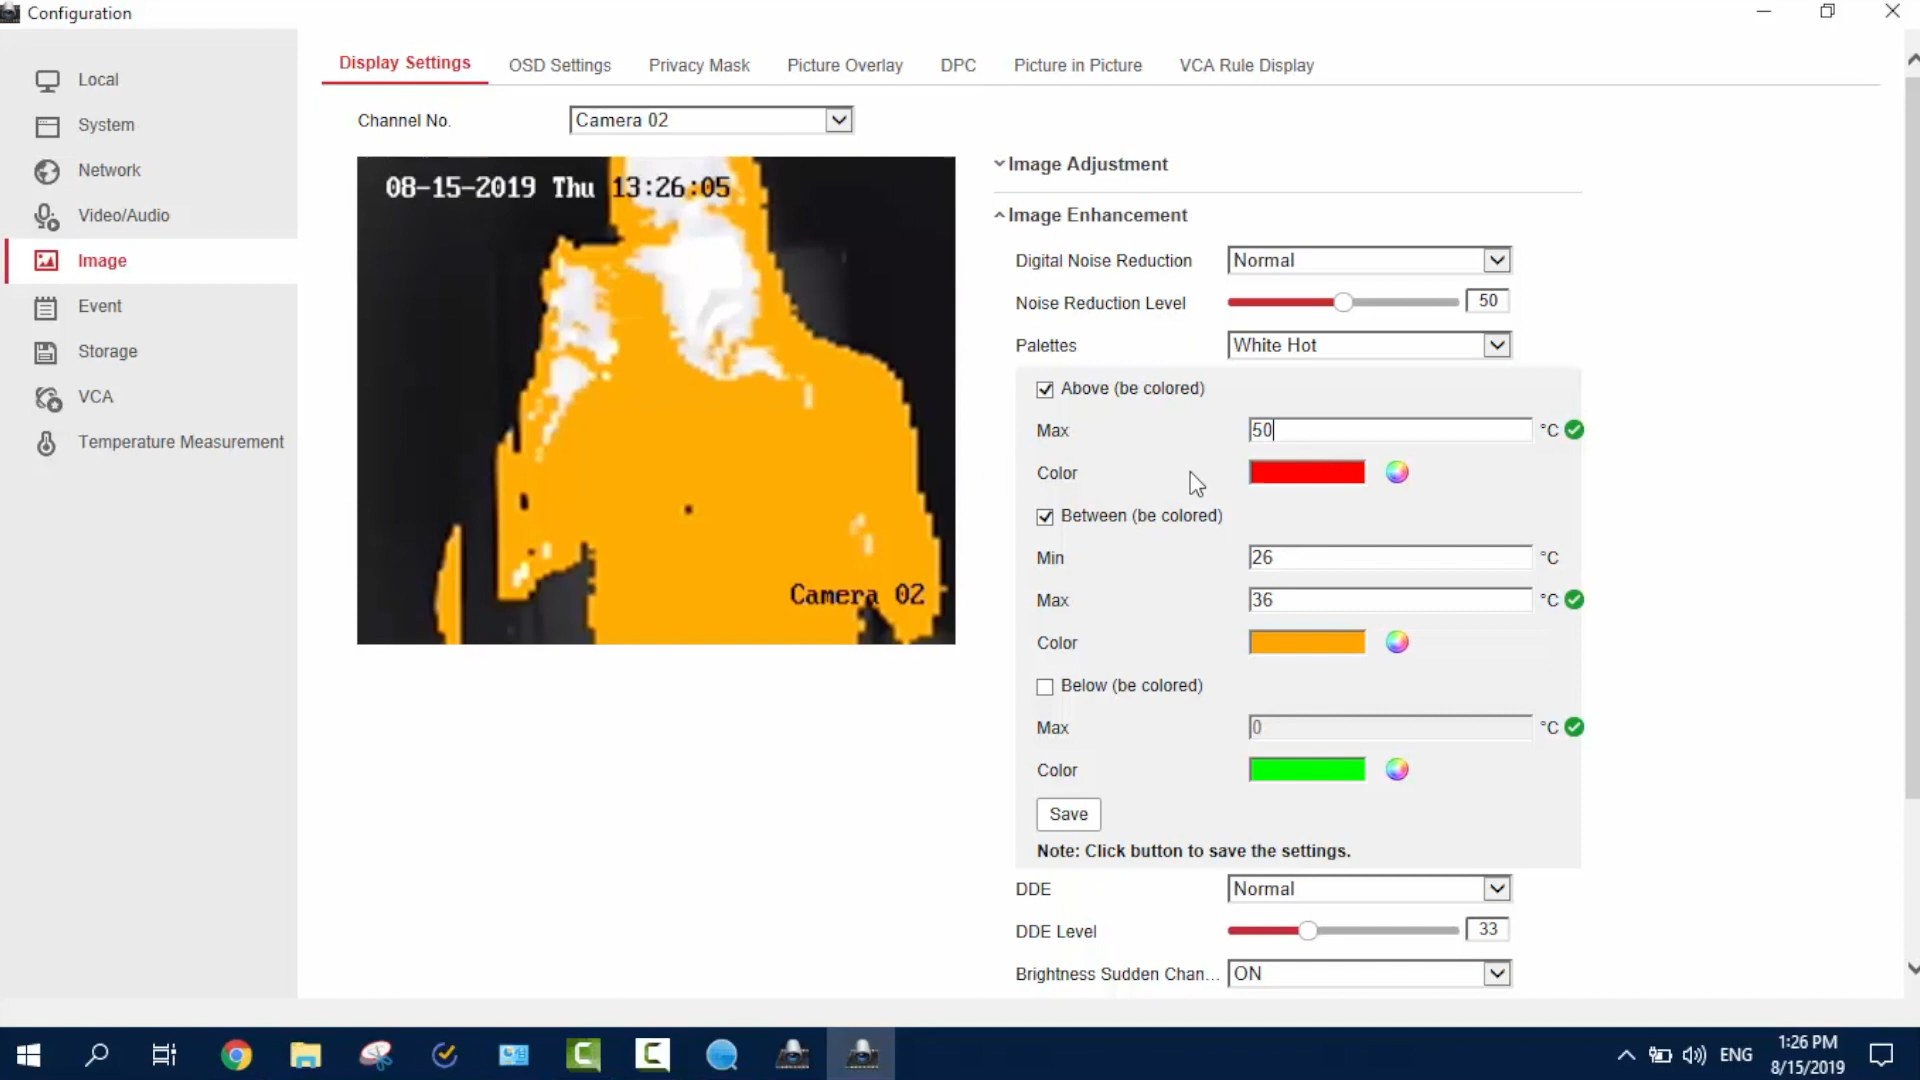 Configuration
Local
System
Network
Video/Audio
Image
Event
Storage
VCA
Temperature Measurement
Display Settings
OSD Settings
Privacy Mask
Picture Overlay
DPC
Picture in Picture
VCA Rule Display
Channel No.
Camera 02
08-15-2019 Thu 13:26:05
Camera 02
Image Adjustment
Image Enhancement
Digital Noise Reduction
Normal
Noise Reduction Level
50
Palettes
White Hot
Above (be colored)
Max
50
°C
Color
Between (be colored)
Min
26
°C
Max
36
°C
Color
Below (be colored)
Max
0
°C
Color
Save
Note: Click button to save the settings.
DDE
Normal
DDE Level
33
Brightness Sudden Chan...
ON
ENG
1:26 PM
8/15/2019